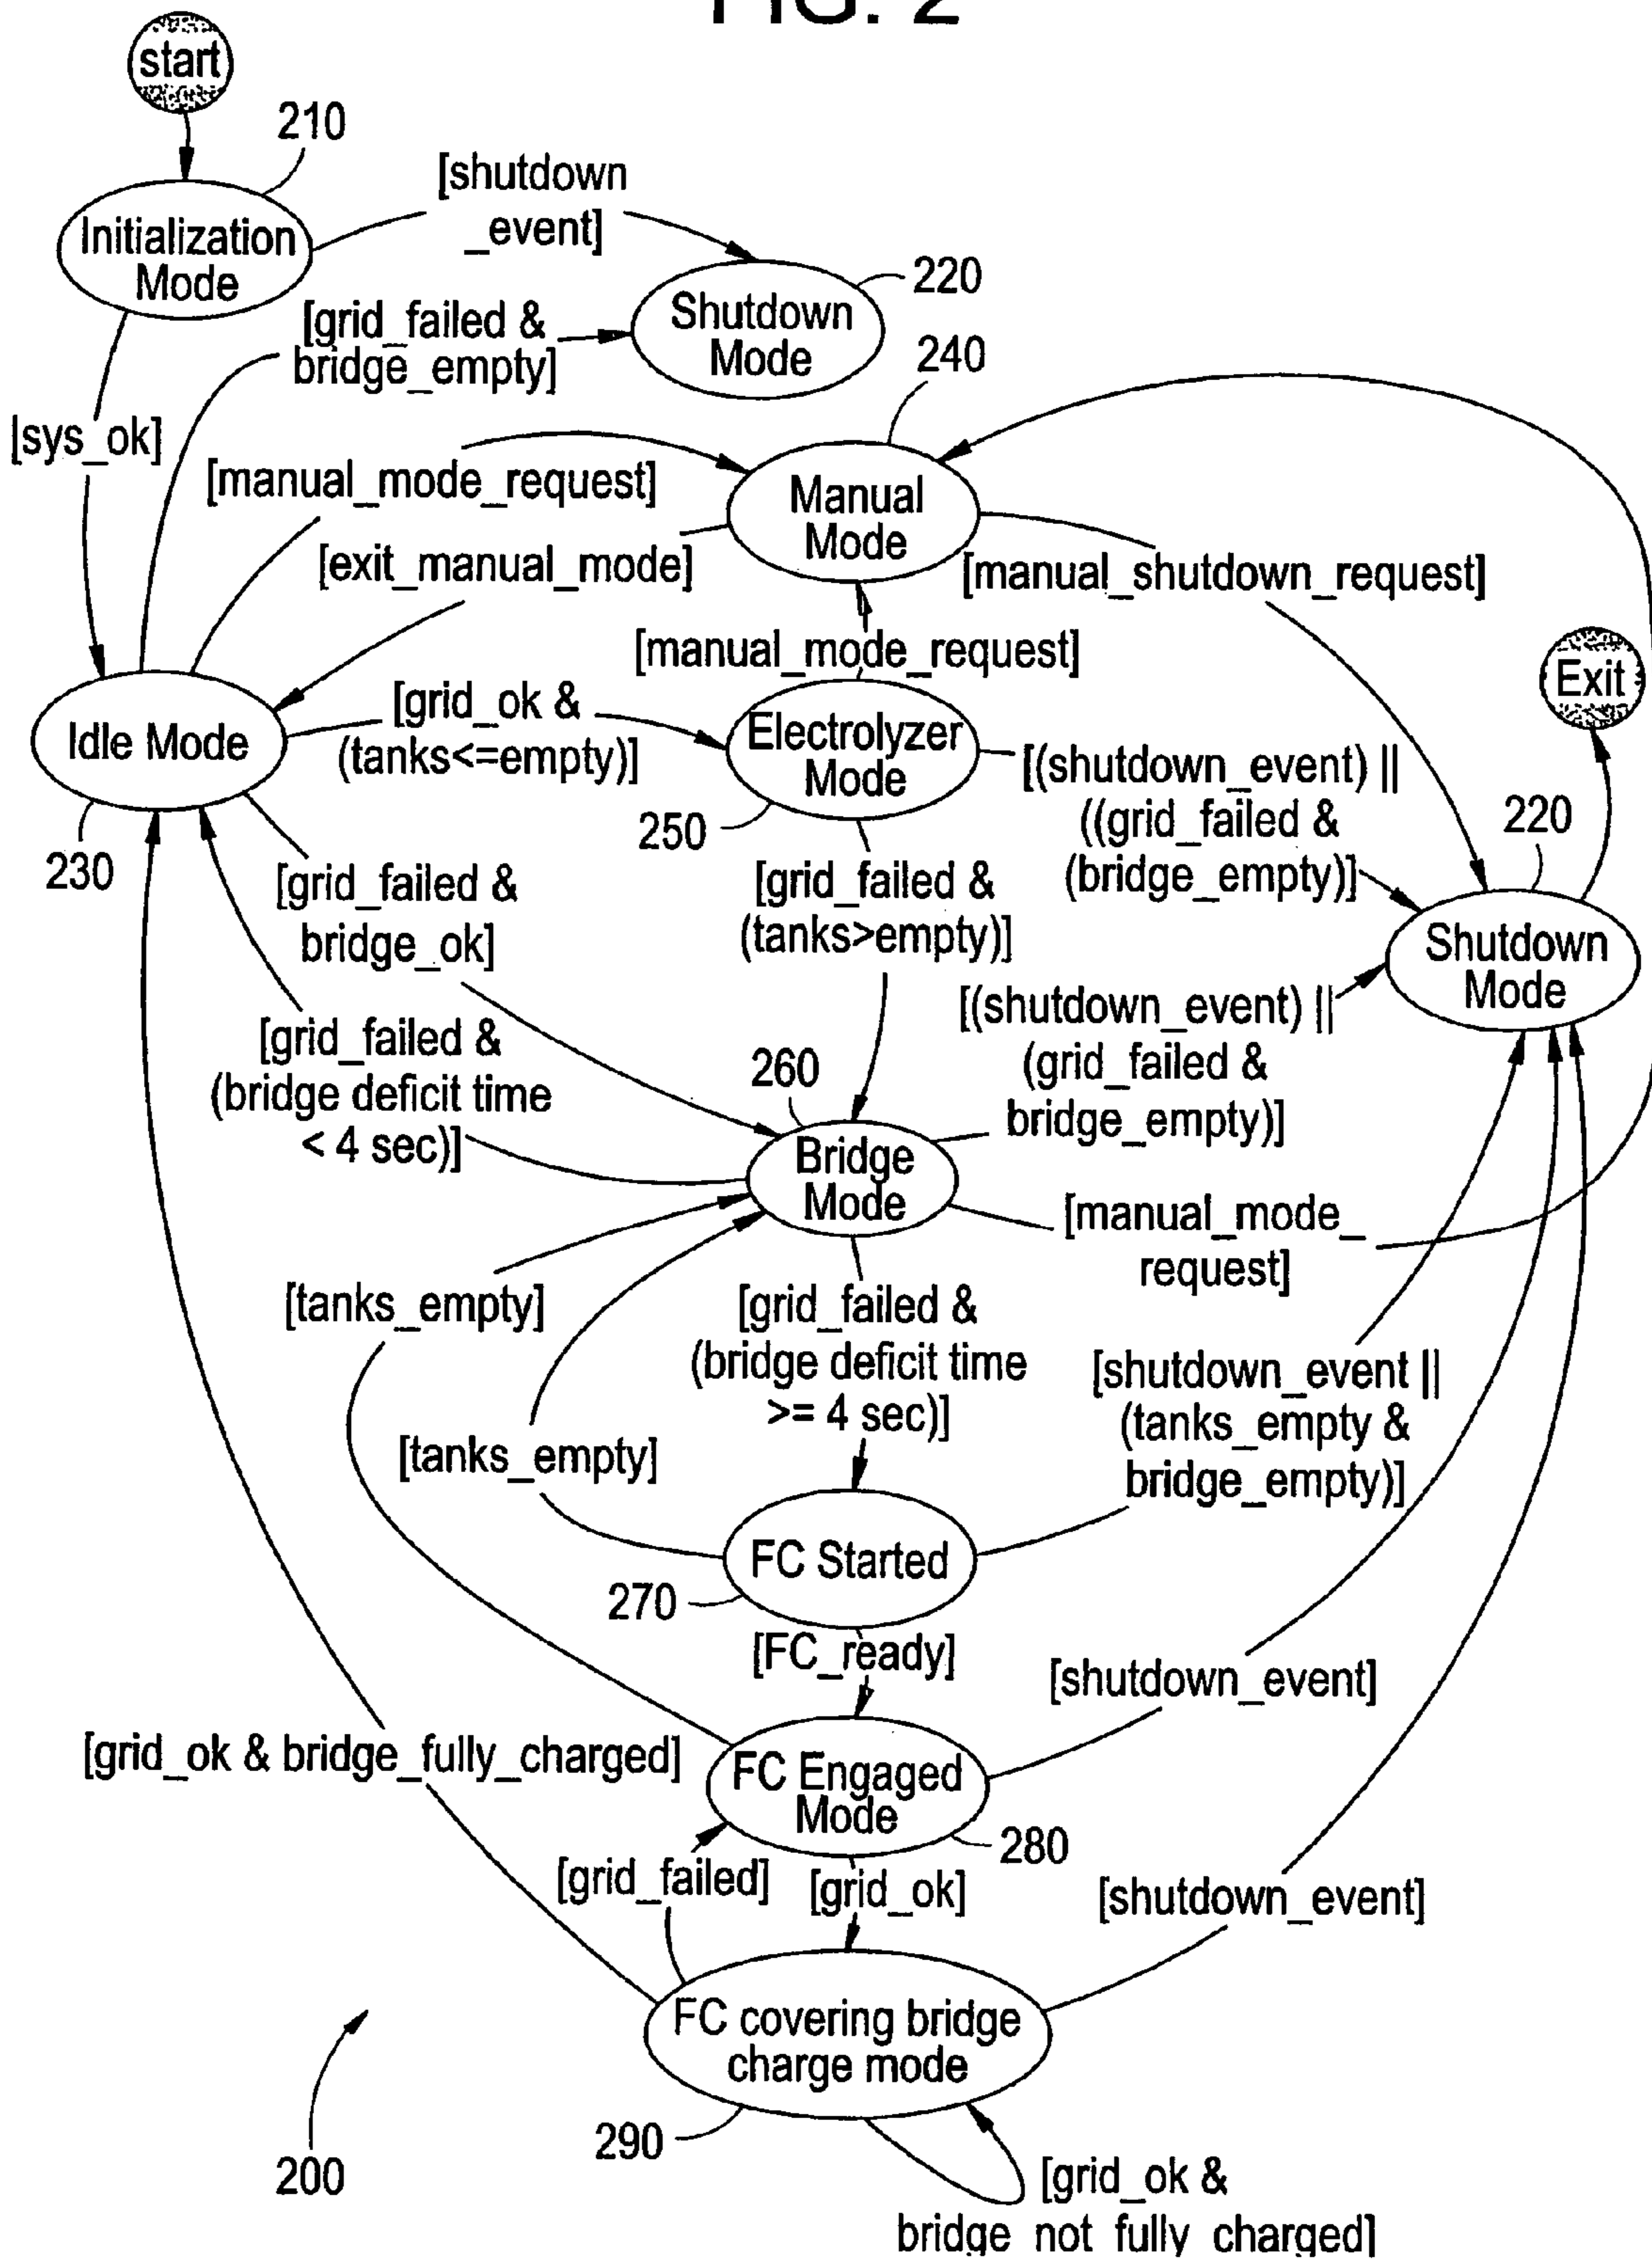 FIG. 2
start
210
[shutdown
_event]
Initialization
Mode
220
[grid_failed &
bridge_empty]
Shutdown
Mode
240
[sys_ok]
[manual_mode_request]
Manual
Mode
[exit_manual_mode]
[manual_shutdown_request]
[manual_mode_request]
Exit
[grid_ok &
(tanks<=empty)]
Idle Mode
Electrolyzer
Mode
[(shutdown_event) ||
((grid_failed &
(bridge_empty)]
220
250
230
[grid_failed &
bridge_ok]
[grid_failed &
(tanks>empty)]
Shutdown
Mode
[(shutdown_event) ||
(grid_failed &
bridge_empty)]
[grid_failed &
(bridge deficit time
< 4 sec)]
260
Bridge
Mode
[manual_mode_
request]
[tanks_empty]
[grid_failed &
(bridge deficit time
>= 4 sec)]
[shutdown_event ||
(tanks_empty &
bridge_empty)]
[tanks_empty]
FC Started
270
[FC_ready]
[shutdown_event]
[grid_ok & bridge_fully_charged]
FC Engaged
Mode
280
[grid_failed]
[grid_ok]
[shutdown_event]
FC covering bridge
charge mode
290
200
[grid_ok &
bridge_not_fully_charged]